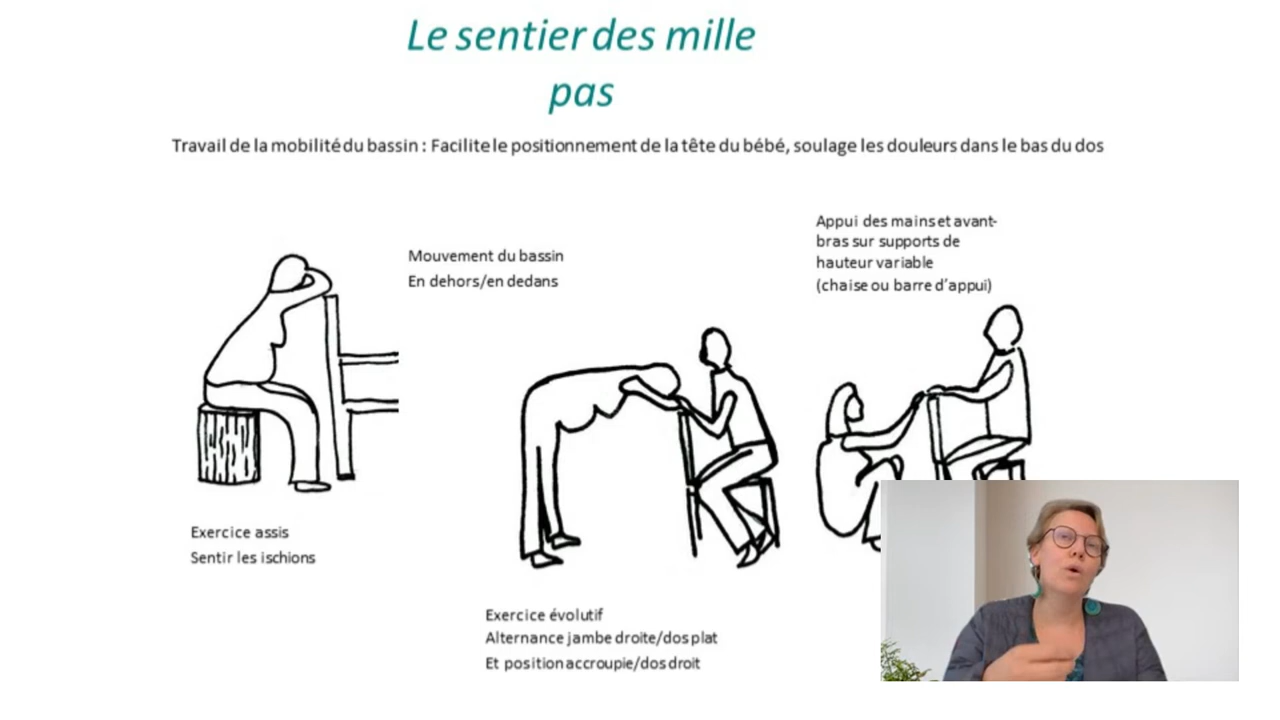 Le sentier des mille
pas
Travail de la mobilité du bassin : Facilite le positionnement de la tête du bébé, soulage les douleurs dans le bas du dos
Appui des mains et avant-
bras sur supports de
hauteur variable
(chaise ou barre d'appui)
Mouvement du bassin
En dehors/en dedans
Exercice assis
Sentir les ischions
Exercice évolutif
Alternance jambe droite/dos plat
Et position accroupie/dos droit